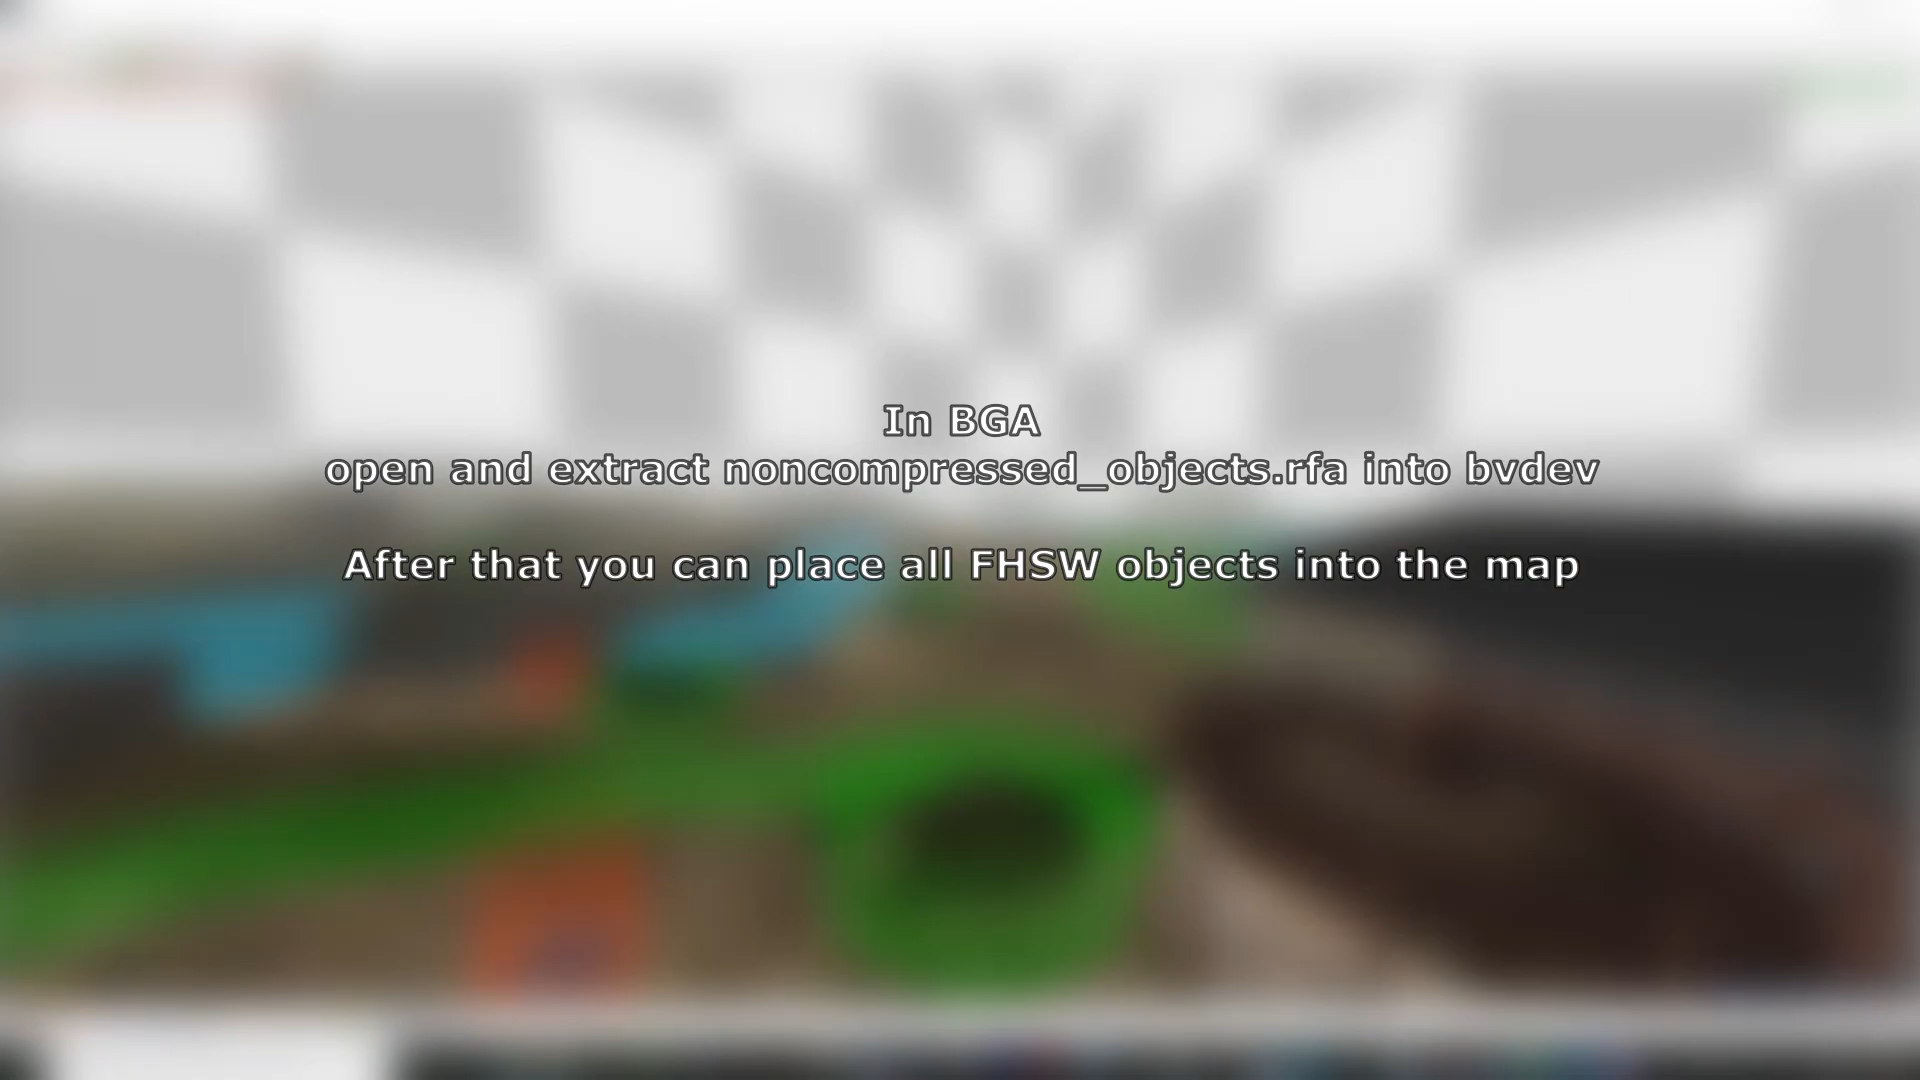 In BGA
open and extract noncompressed_objects.rfa into bvdev
After that you can place all FHSW objects into the map